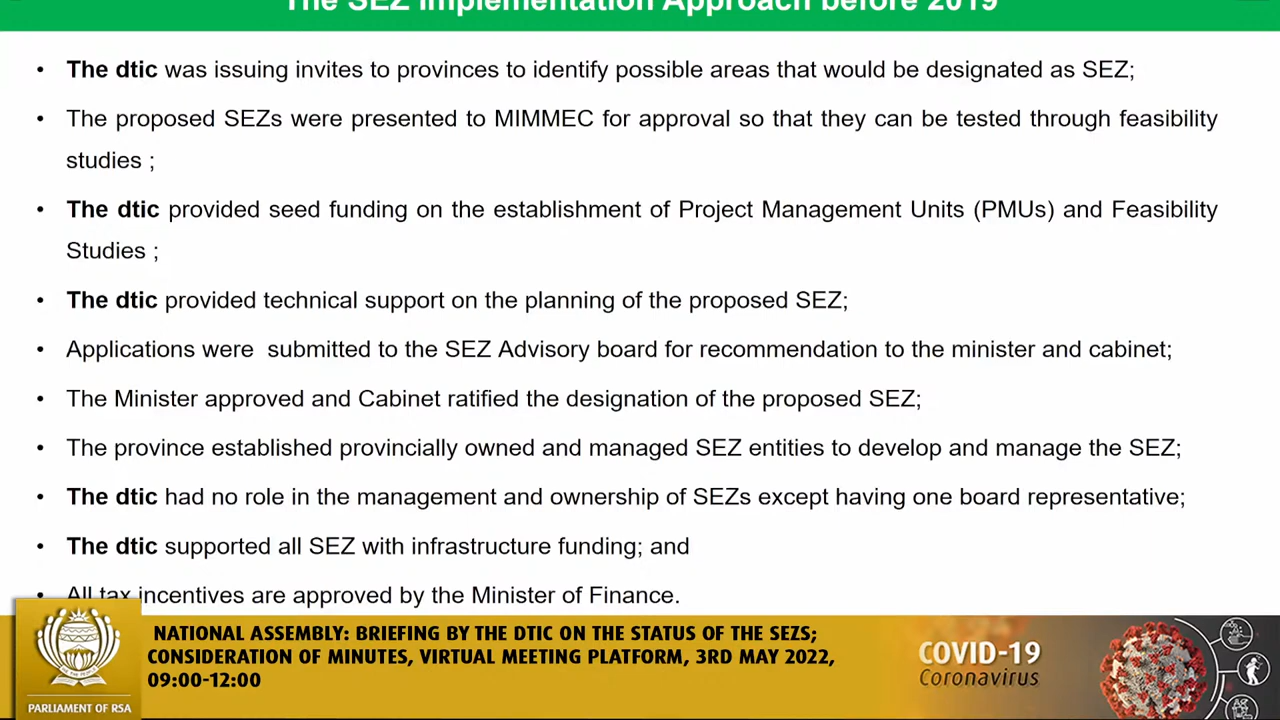 The SEZ Implementation Approach before 2019
• The dtic was issuing invites to provinces to identify possible areas that would be designated as SEZ;
• The proposed SEZs were presented to MIMMEC for approval so that they can be tested through feasibility
studies ;
• The dtic provided seed funding on the establishment of Project Management Units (PMUs) and Feasibility
Studies ;
• The dtic provided technical support on the planning of the proposed SEZ;
• Applications were  submitted to the SEZ Advisory board for recommendation to the minister and cabinet;
• The Minister approved and Cabinet ratified the designation of the proposed SEZ;
• The province established provincially owned and managed SEZ entities to develop and manage the SEZ;
• The dtic had no role in the management and ownership of SEZs except having one board representative;
• The dtic supported all SEZ with infrastructure funding; and
• All tax incentives are approved by the Minister of Finance.
NATIONAL ASSEMBLY: BRIEFING BY THE DTIC ON THE STATUS OF THE SEZS;
CONSIDERATION OF MINUTES, VIRTUAL MEETING PLATFORM, 3RD MAY 2022,
09:00-12:00
PARLIAMENT OF RSA
COVID-19
Coronavirus